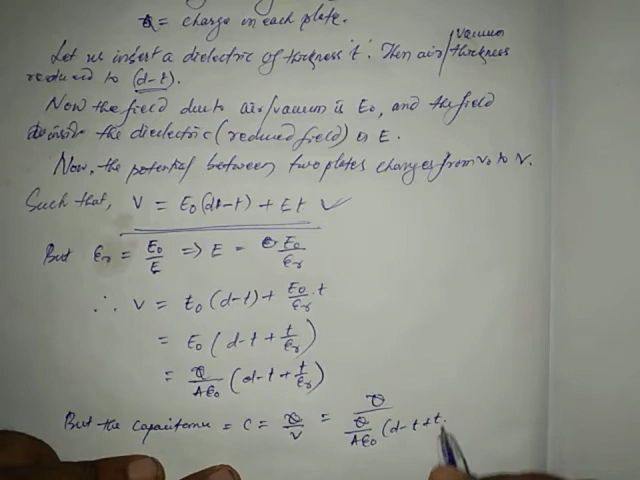 Q = charge in each plate.
Let us insert a dielectric of thickness 't'. Then air/vacuum thickness
reduced to (d-t).
Now the field due to air/vacuum is E₀, and the field
inside the dielectric (reduced field) is E.
Now, the potential between two plates changes from V₀ to V.
Such that, V = E₀(d-t) + Et ✓
But εᵣ = E₀/E ⇒ E = E₀/εᵣ
∴ V = E₀(d-t) + E₀/εᵣ . t
= E₀(d-t+t/εᵣ)
= Q/Aε₀ (d-t+t/εᵣ)
But the capacitance = C = Q/V = Q/(Q/Aε₀ (d-t+t